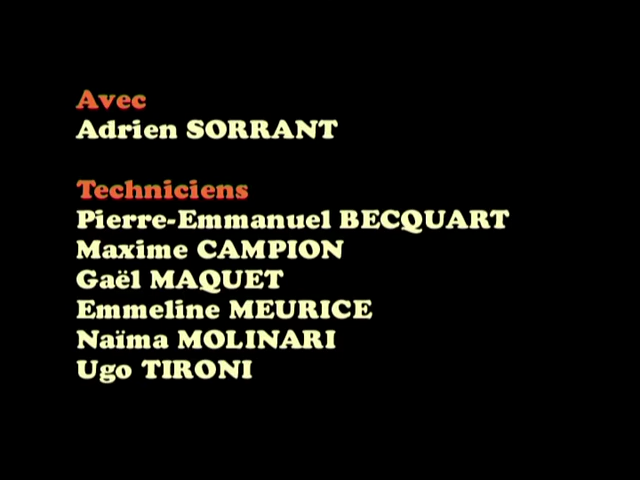 Avec
Adrien SORRANT
Techniciens
Pierre-Emmanuel BECQUART
Maxime CAMPION
Gaël MAQUET
Emmeline MEURICE
Naïma MOLINARI
Ugo TIRONI